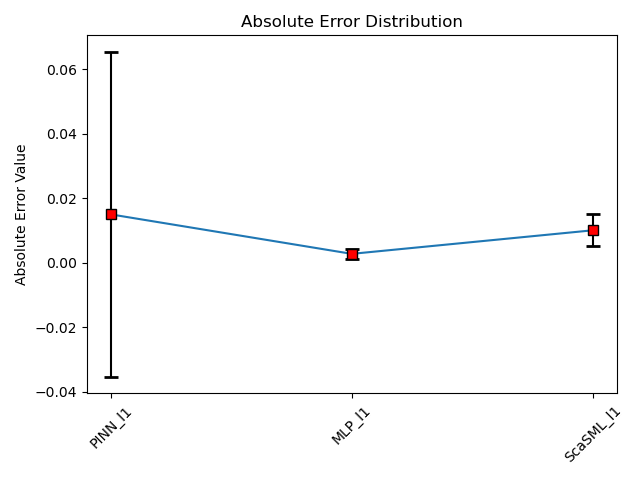 Absolute Error Distribution
Absolute Error Value
0.06
0.04
0.02
0.00
−0.02
−0.04
PINN_l1
MLP_l1
ScaSML_l1